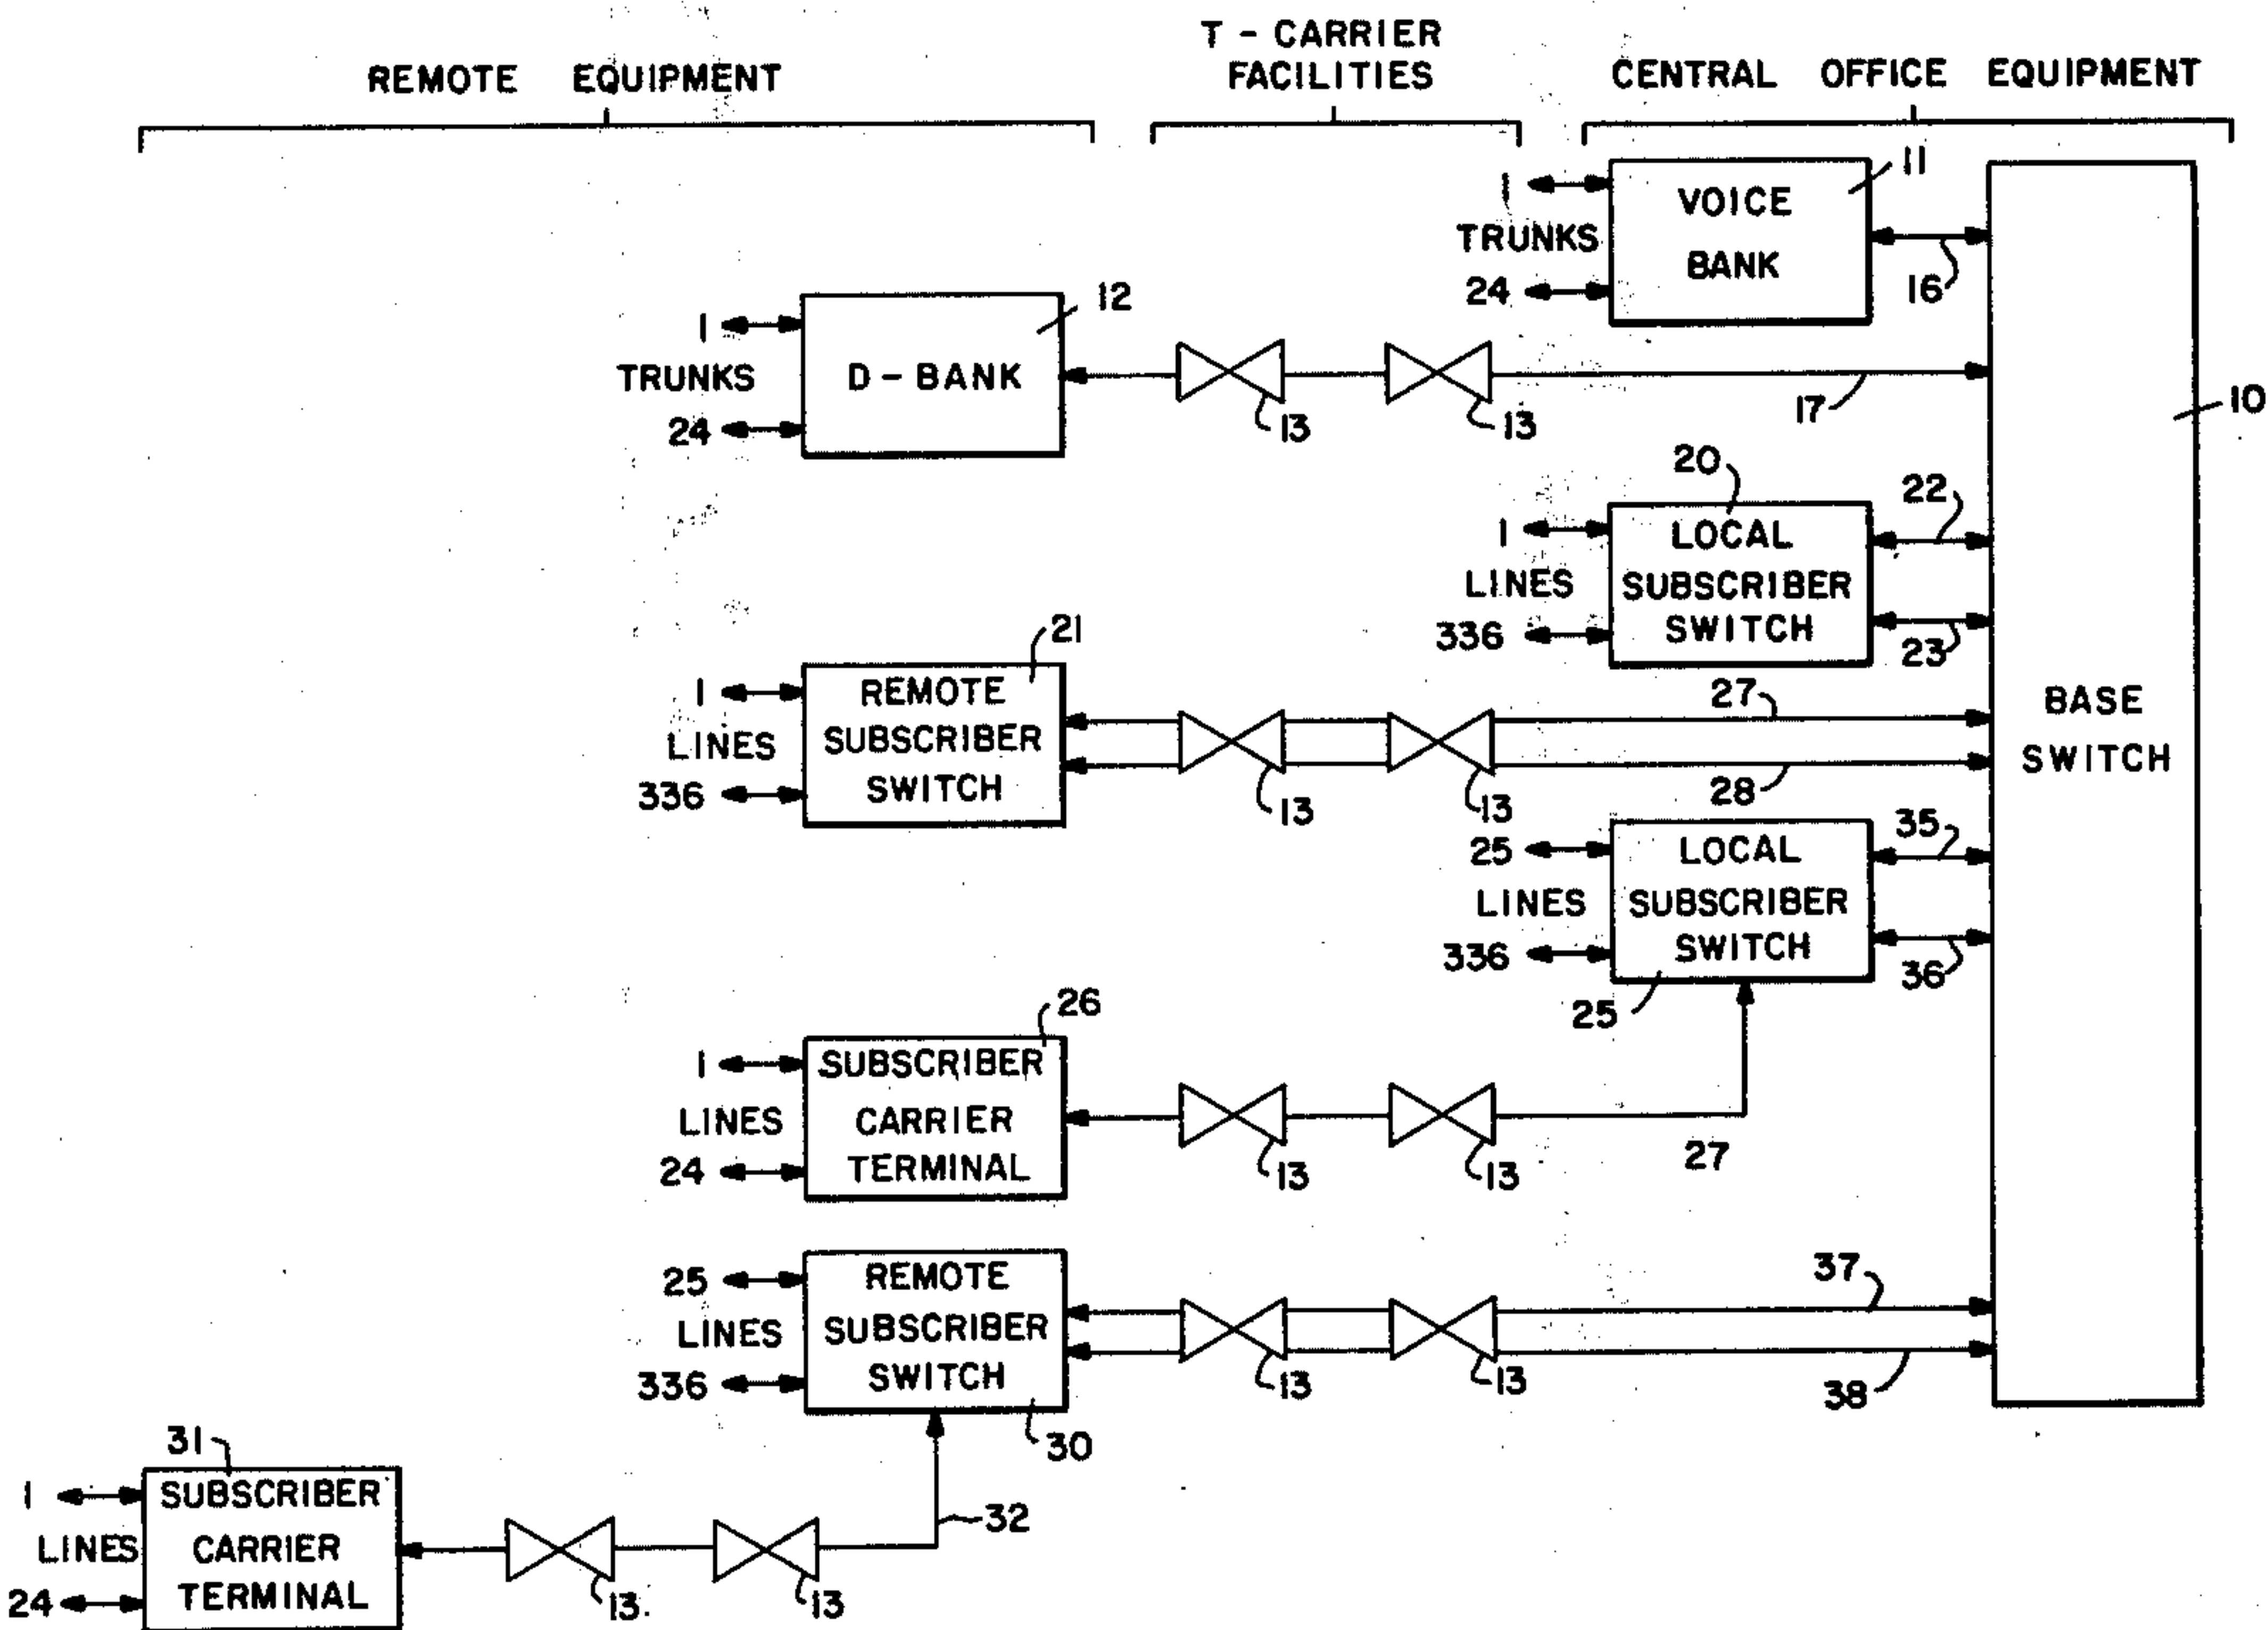 T - CARRIER
FACILITIES
REMOTE EQUIPMENT
CENTRAL OFFICE EQUIPMENT
11
1
VOICE
TRUNKS
BANK
24
16
12
1
TRUNKS
D - BANK
24
13
13
17
10
20
22
1
LOCAL
LINES
SUBSCRIBER
336
SWITCH
23
21
1
REMOTE
LINES
SUBSCRIBER
336
SWITCH
13
13
27
28
BASE
SWITCH
35
25
LOCAL
LINES
SUBSCRIBER
336
SWITCH
36
25
26
1
SUBSCRIBER
LINES
CARRIER
24
TERMINAL
13
13
27
25
REMOTE
LINES
SUBSCRIBER
336
SWITCH
13
13
37
38
30
31
1
SUBSCRIBER
LINES
CARRIER
24
TERMINAL
13
13
32